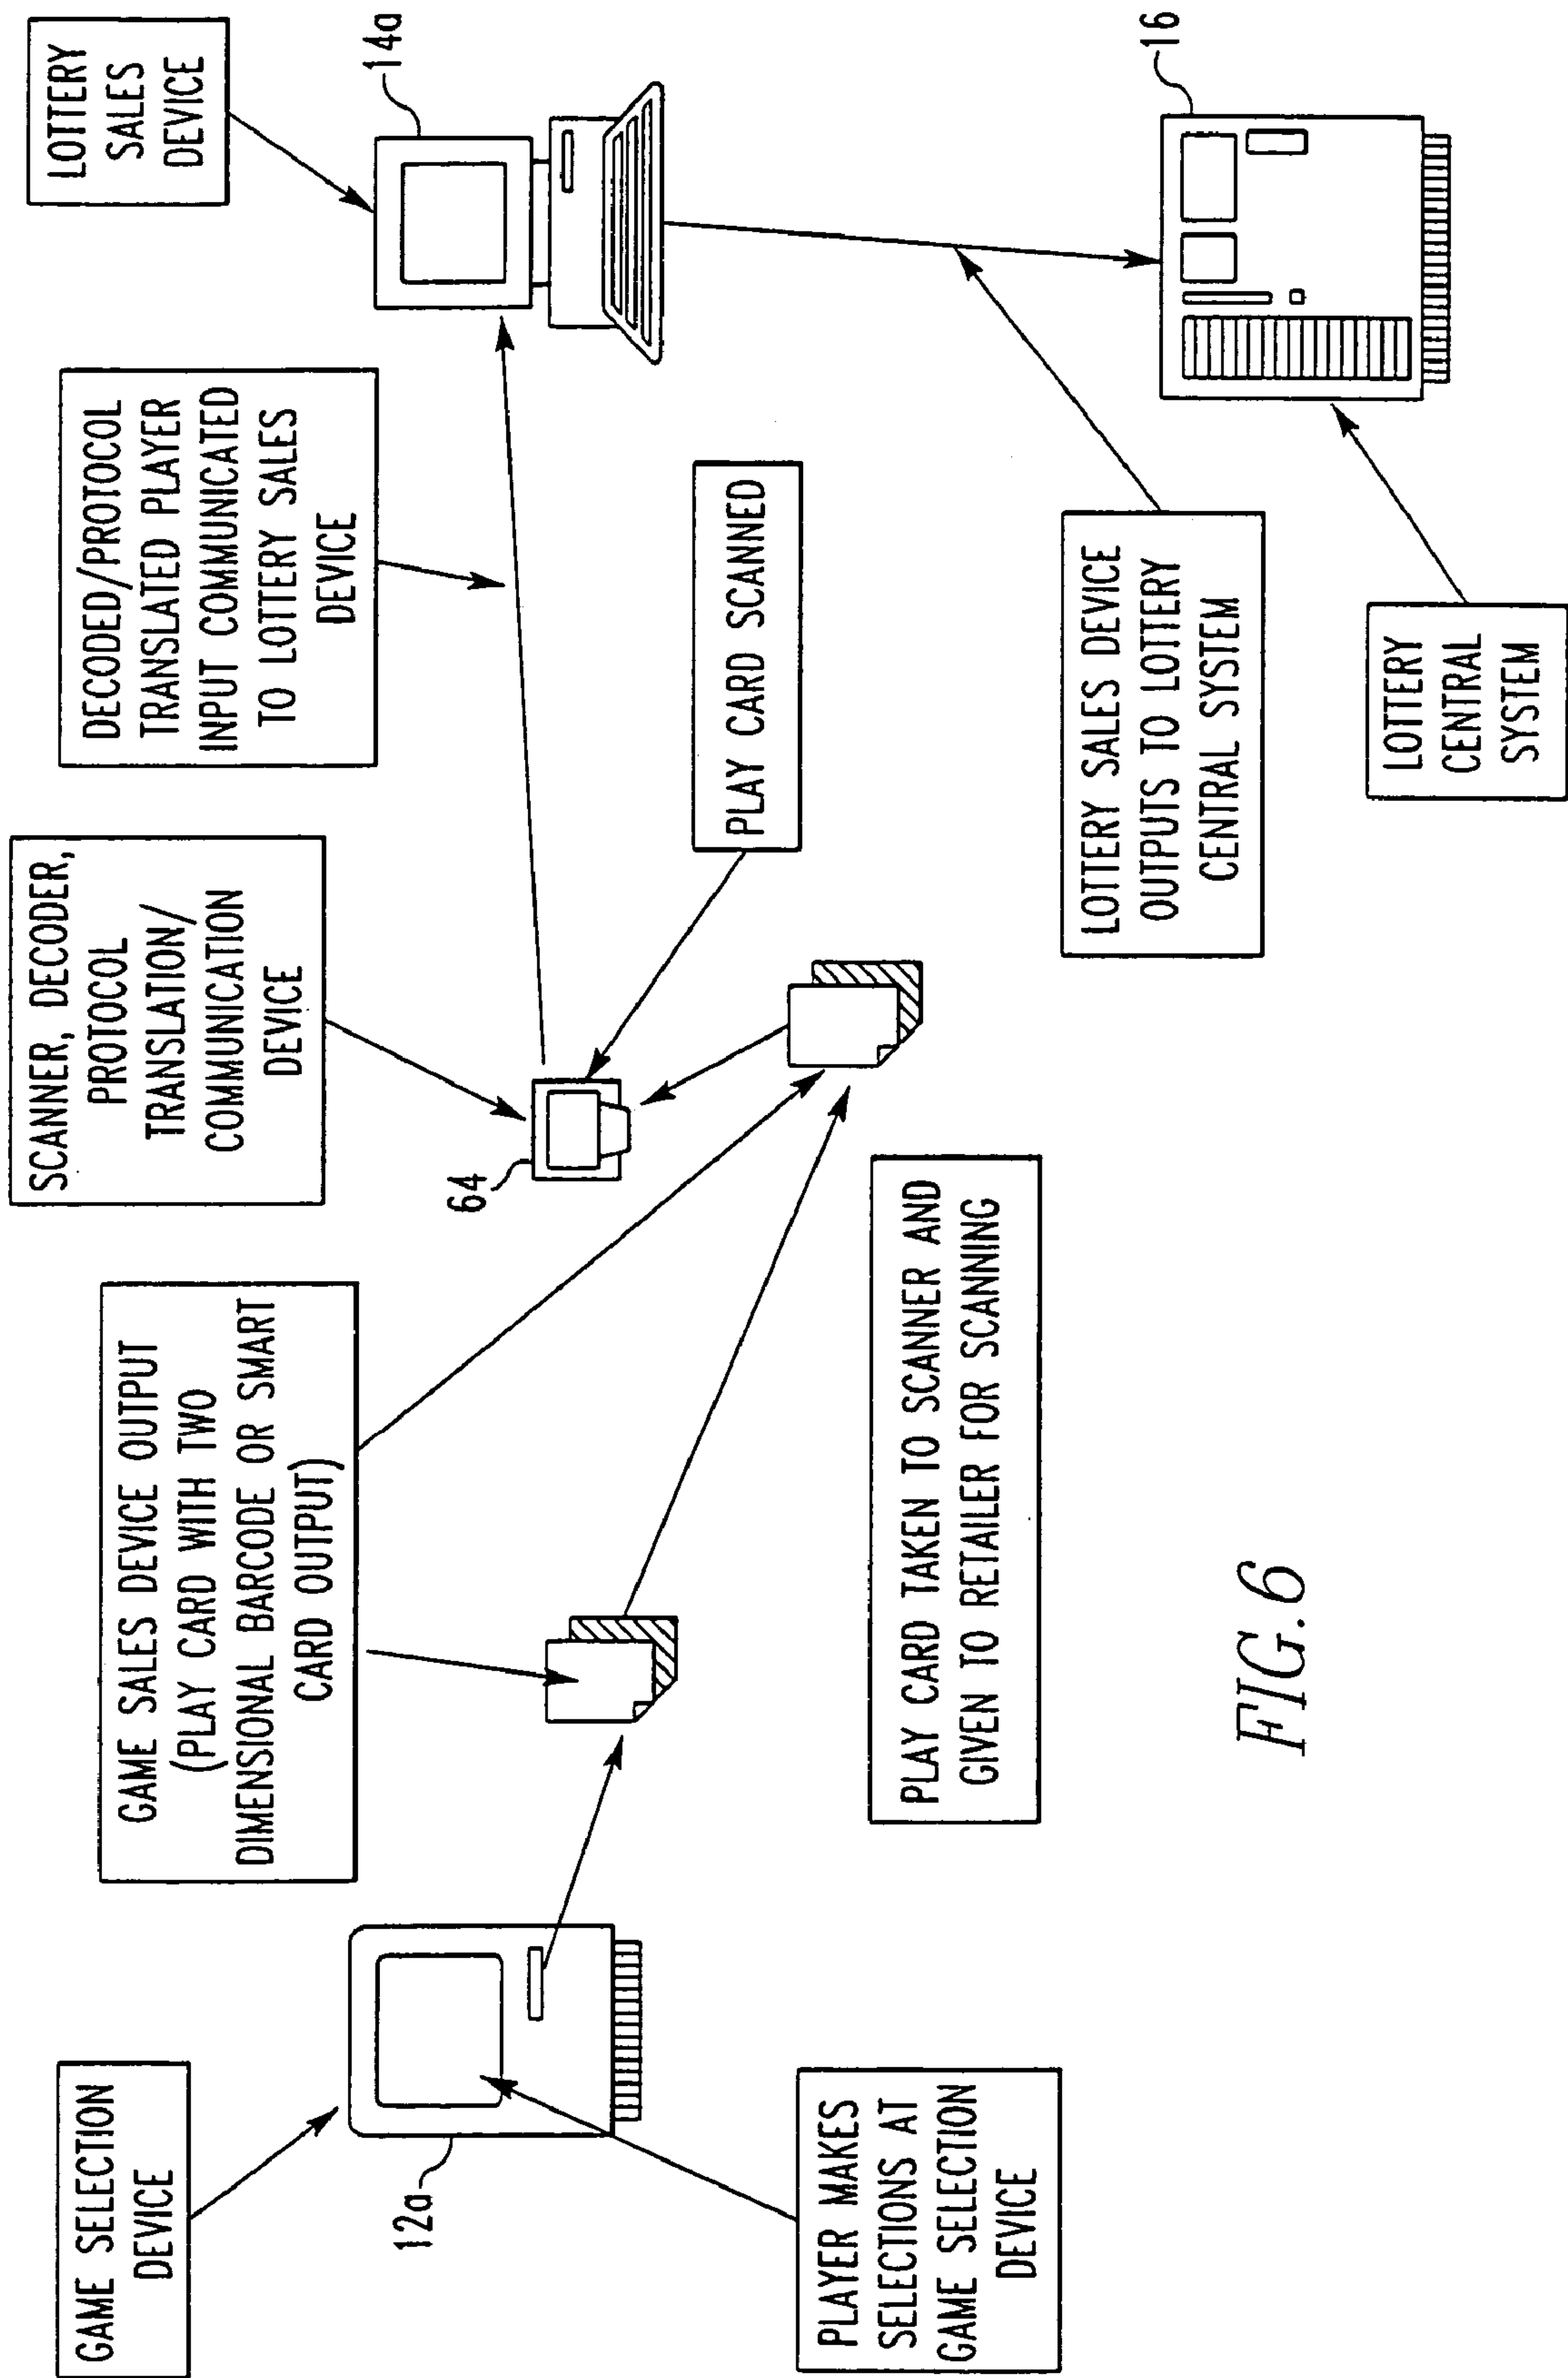 GAME SELECTION
DEVICE
12a
PLAYER MAKES
SELECTIONS AT
GAME SELECTION
DEVICE
GAME SALES DEVICE OUTPUT
(PLAY CARD WITH TWO
DIMENSIONAL BARCODE OR SMART
CARD OUTPUT)
PLAY CARD TAKEN TO SCANNER AND
GIVEN TO RETAILER FOR SCANNING
SCANNER, DECODER,
PROTOCOL
TRANSLATION/
COMMUNICATION
DEVICE
64
PLAY CARD SCANNED
DECODED/PROTOCOL
TRANSLATED PLAYER
INPUT COMMUNICATED
TO LOTTERY SALES
DEVICE
LOTTERY
SALES
DEVICE
14a
LOTTERY SALES DEVICE
OUTPUTS TO LOTTERY
CENTRAL SYSTEM
16
LOTTERY
CENTRAL
SYSTEM
FIG.6